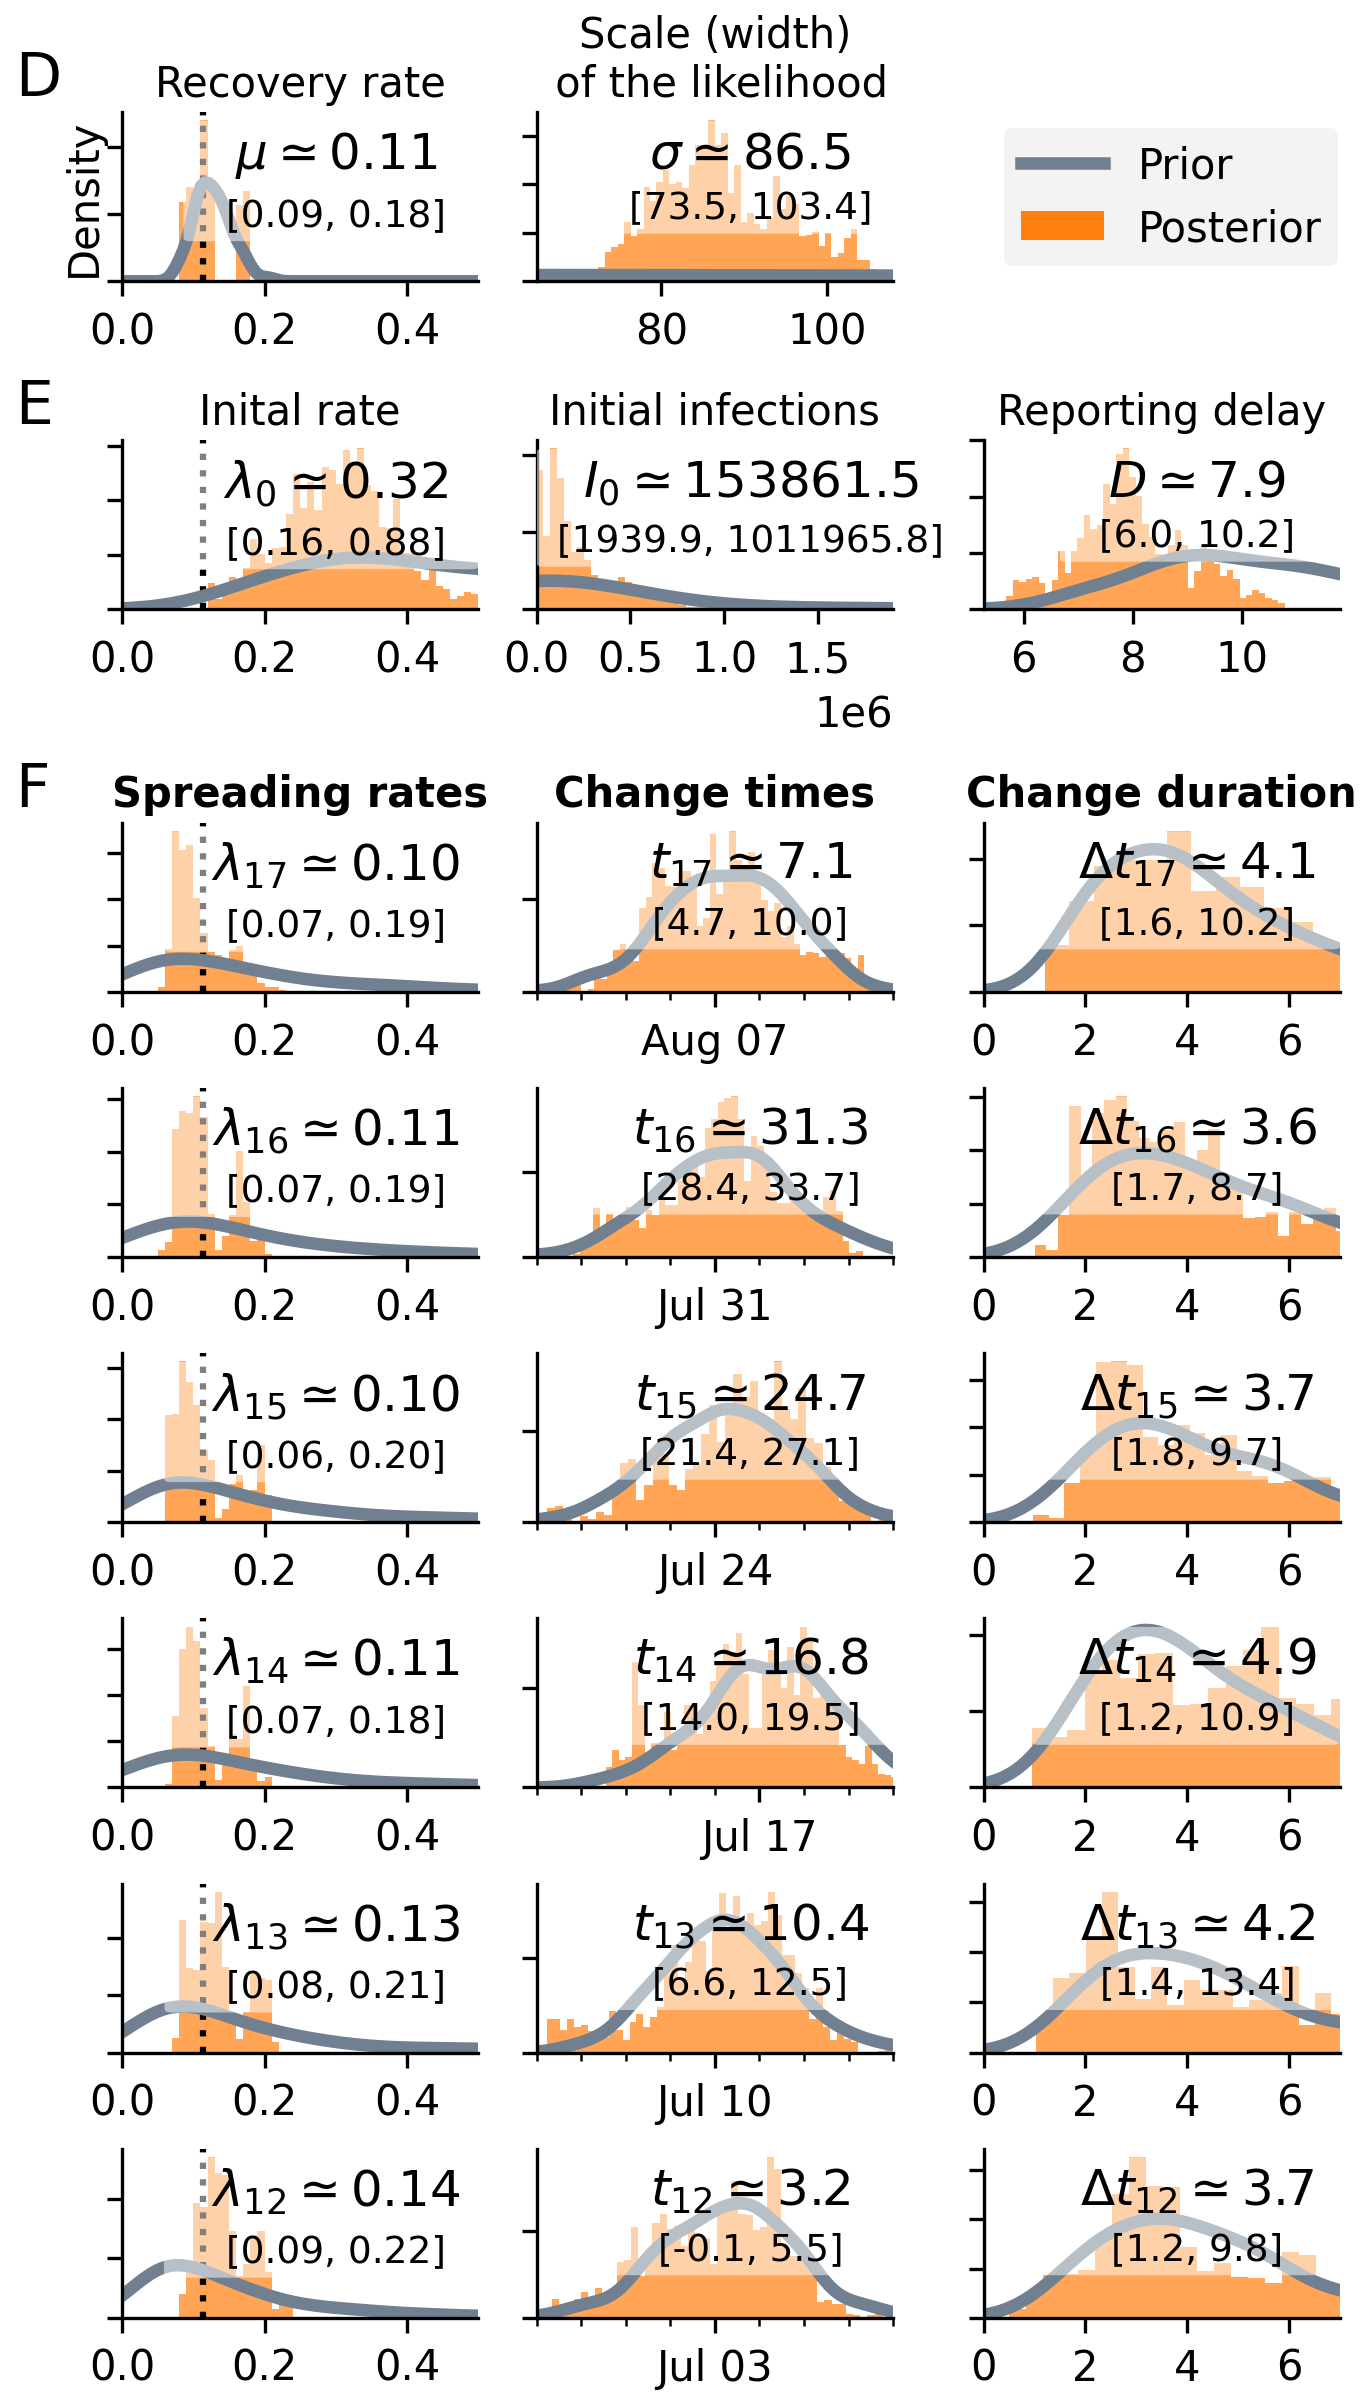 D
Recovery rate
Scale (width)
of the likelihood
Density
μ ≃ 0.11
[0.09, 0.18]
σ ≃ 86.5
[73.5, 103.4]
Prior
Posterior
0.0 0.2 0.4
80 100
E
Inital rate
Initial infections
Reporting delay
λ0 ≃ 0.32
[0.16, 0.88]
I0 ≃ 153861.5
[1939.9, 1011965.8]
D ≃ 7.9
[6.0, 10.2]
0.0 0.2 0.4
0.0 0.5 1.0 1.5
1e6
6 8 10
F
Spreading rates
Change times
Change duration
λ17 ≃ 0.10
[0.07, 0.19]
t17 ≃ 7.1
[4.7, 10.0]
Δt17 ≃ 4.1
[1.6, 10.2]
0.0 0.2 0.4
Aug 07
0 2 4 6
λ16 ≃ 0.11
[0.07, 0.19]
t16 ≃ 31.3
[28.4, 33.7]
Δt16 ≃ 3.6
[1.7, 8.7]
0.0 0.2 0.4
Jul 31
0 2 4 6
λ15 ≃ 0.10
[0.06, 0.20]
t15 ≃ 24.7
[21.4, 27.1]
Δt15 ≃ 3.7
[1.8, 9.7]
0.0 0.2 0.4
Jul 24
0 2 4 6
λ14 ≃ 0.11
[0.07, 0.18]
t14 ≃ 16.8
[14.0, 19.5]
Δt14 ≃ 4.9
[1.2, 10.9]
0.0 0.2 0.4
Jul 17
0 2 4 6
λ13 ≃ 0.13
[0.08, 0.21]
t13 ≃ 10.4
[6.6, 12.5]
Δt13 ≃ 4.2
[1.4, 13.4]
0.0 0.2 0.4
Jul 10
0 2 4 6
λ12 ≃ 0.14
[0.09, 0.22]
t12 ≃ 3.2
[-0.1, 5.5]
Δt12 ≃ 3.7
[1.2, 9.8]
0.0 0.2 0.4
Jul 03
0 2 4 6